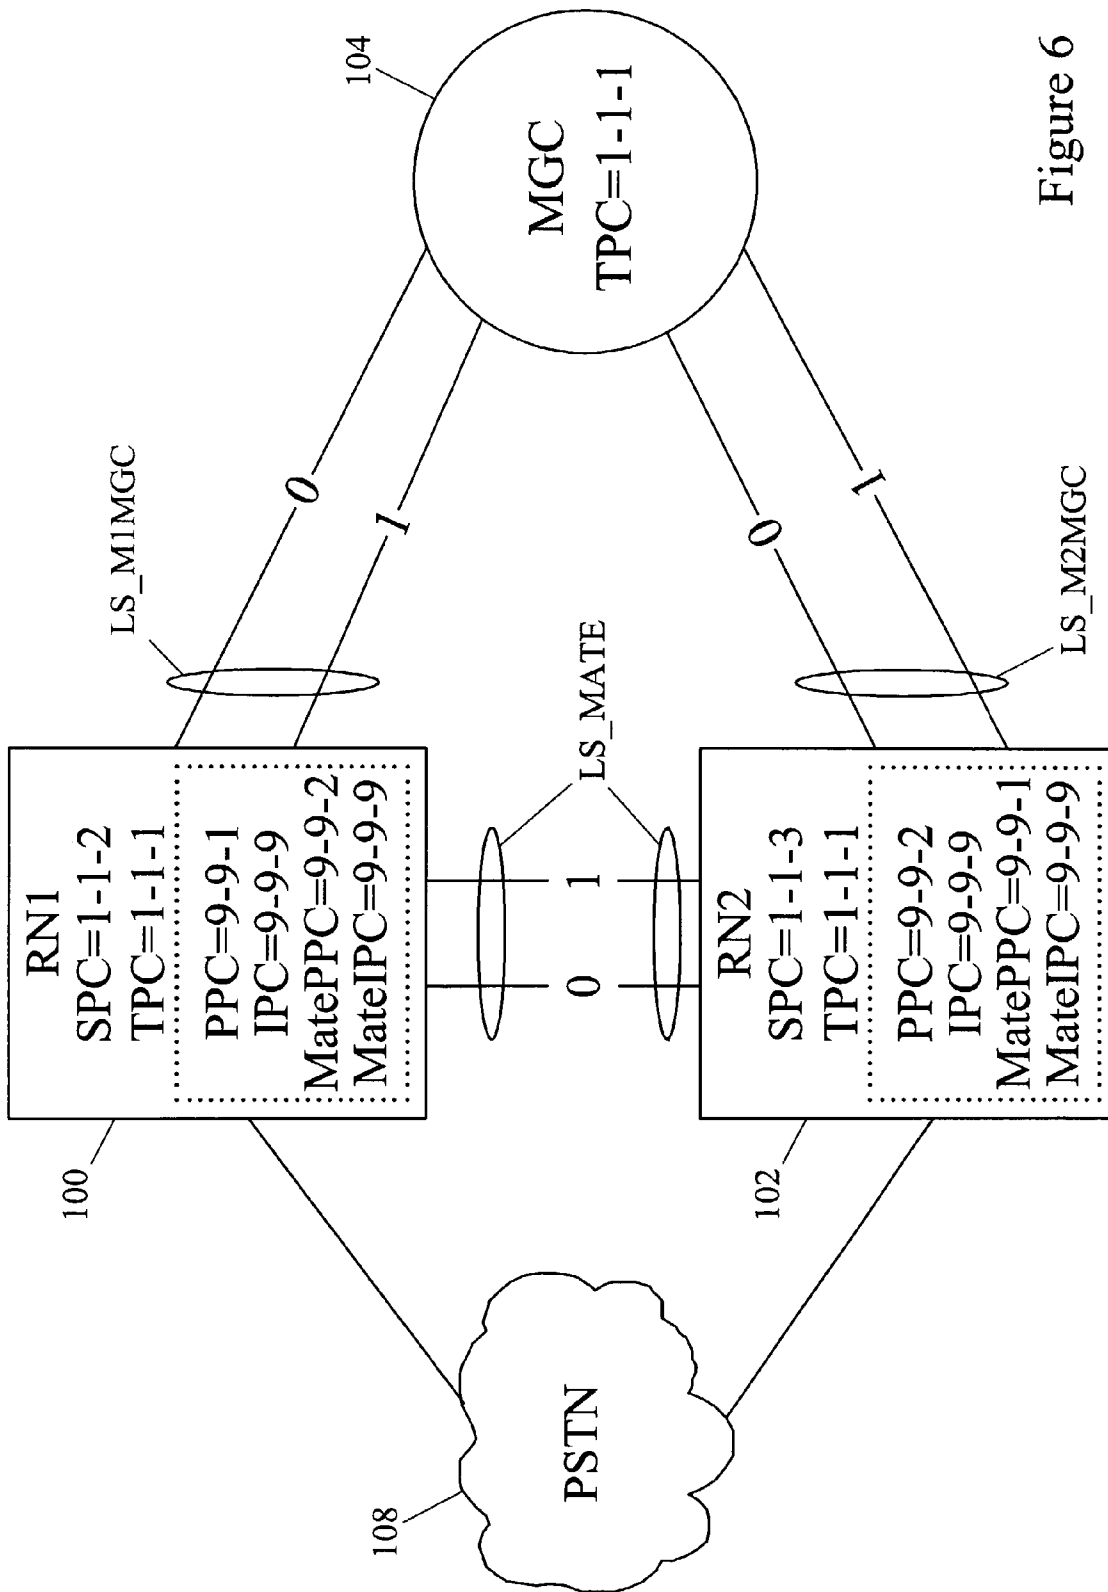 100
RN1
SPC=1-1-2
TPC=1-1-1
PPC=9-9-1
IPC=9-9-9
MatePPC=9-9-2
MateIPC=9-9-9
LS_M1MGC
0
1
104
MGC
TPC=1-1-1
108
PSTN
0
1
LS_MATE
0
1
LS_M2MGC
102
RN2
SPC=1-1-3
TPC=1-1-1
PPC=9-9-2
IPC=9-9-9
MatePPC=9-9-1
MateIPC=9-9-9
Figure 6